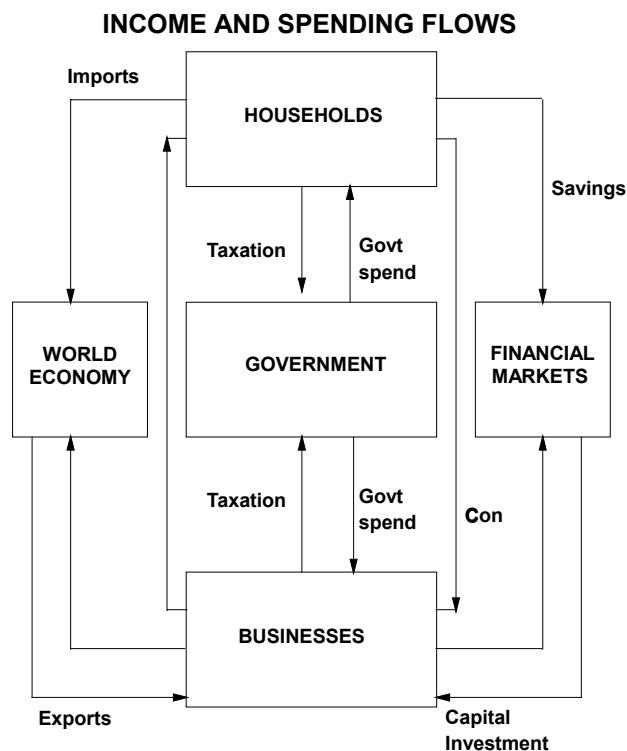 INCOME AND SPENDING FLOWS
Imports
HOUSEHOLDS
Savings
Taxation
Govt
spend
WORLD
ECONOMY
GOVERNMENT
FINANCIAL
MARKETS
Taxation
Govt
spend
Con
BUSINESSES
Exports
Capital
Investment